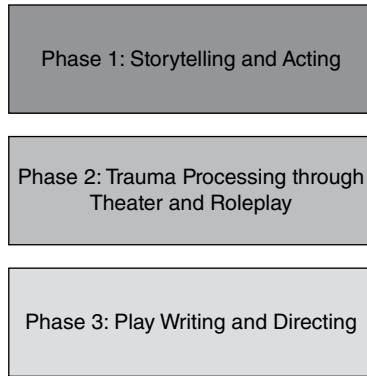 Phase 1: Storytelling and Acting
Phase 2: Trauma Processing through
Theater and Roleplay
Phase 3: Play Writing and Directing